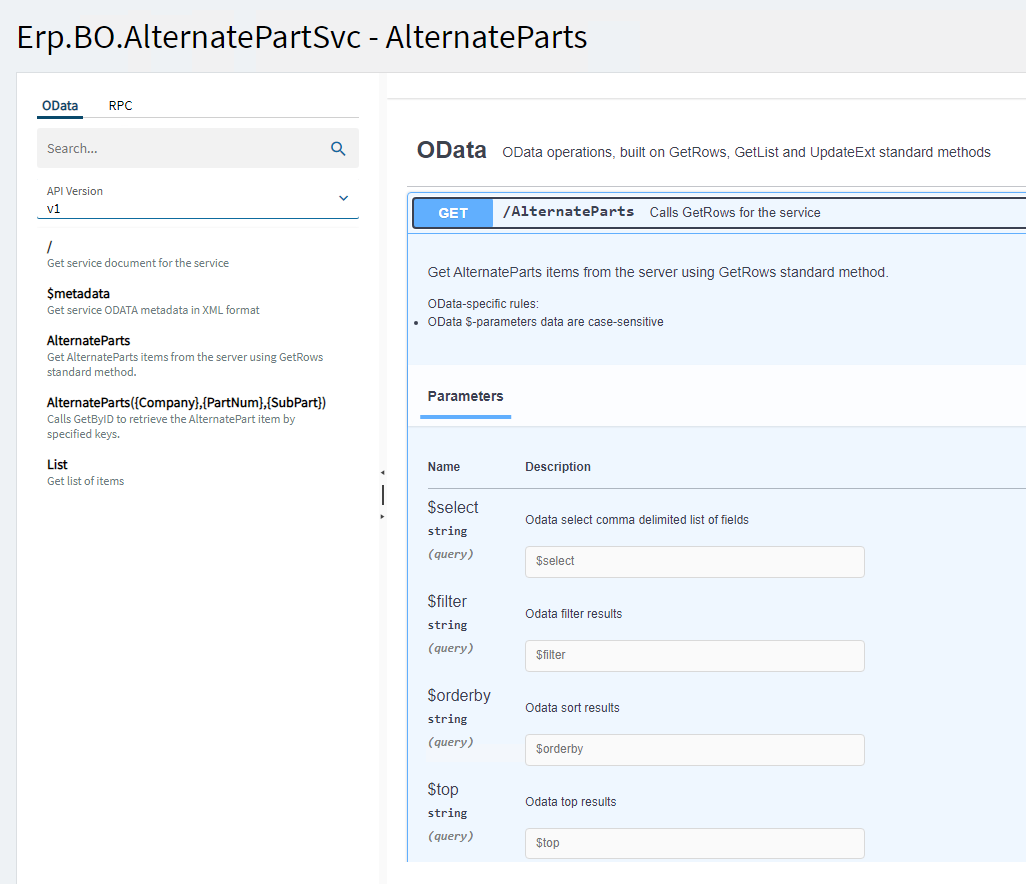 Erp.BO.AlternatePartSvc - AlternateParts
OData RPC
Search...
API Version
v1
/
Get service document for the service
$metadata
Get service ODATA metadata in XML format
AlternateParts
Get AlternateParts items from the server using GetRows
standard method.
AlternateParts({Company},{PartNum},{SubPart})
Calls GetByID to retrieve the AlternatePart item by
specified keys.
List
Get list of items
OData OData operations, built on GetRows, GetList and UpdateExt standard methods
GET /AlternateParts Calls GetRows for the service
Get AlternateParts items from the server using GetRows standard method.
OData-specific rules:
• OData $-parameters data are case-sensitive
Parameters
Name Description
$select
string
(query)
Odata select comma delimited list of fields
$select
$filter
string
(query)
Odata filter results
$filter
$orderby
string
(query)
Odata sort results
$orderby
$top
string
(query)
Odata top results
$top